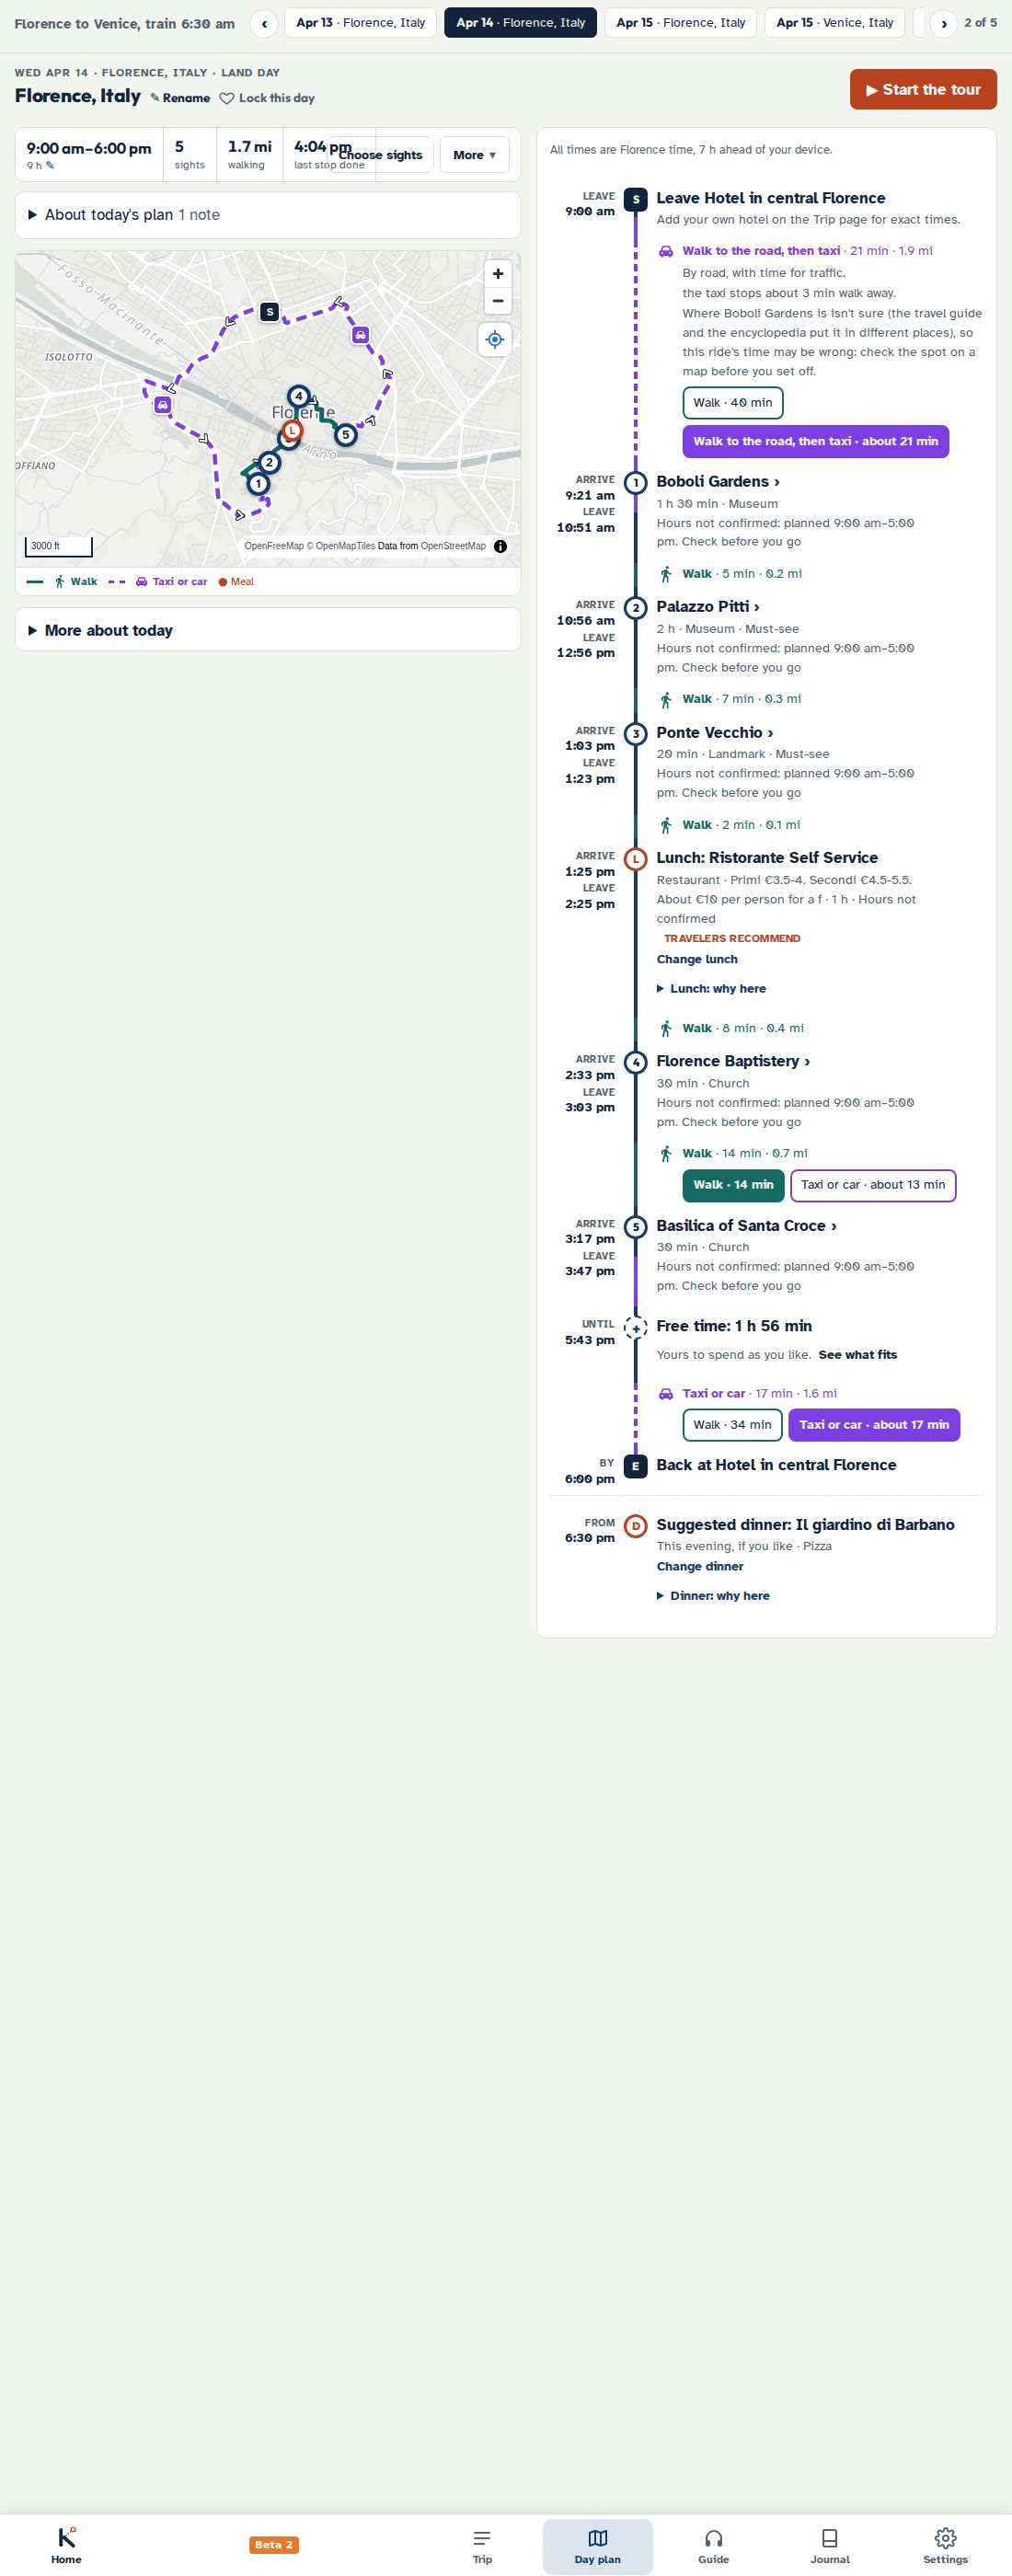 Florence to Venice, train 6:30 am
‹
Apr 13 · Florence, Italy
Apr 14 · Florence, Italy
Apr 15 · Florence, Italy
Apr 15 · Venice, Italy
›
2 of 5
WED APR 14 · FLORENCE, ITALY · LAND DAY
Florence, Italy ✎ Rename Lock this day
▶ Start the tour
9:00 am–6:00 pm
9 h ✎
5
sights
1.7 mi
walking
4:04 pm
last stop done
Choose sights
More ▾
▶ About today's plan 1 note
Fosso Macinante
ISOLOTTO
OFFIANO
Florence
Arno
S
4
L
5
2
1
+
−
3000 ft
OpenFreeMap © OpenMapTiles Data from OpenStreetMap
Walk
Taxi or car
Meal
▶ More about today
All times are Florence time, 7 h ahead of your device.
LEAVE
9:00 am
S
Leave Hotel in central Florence
Add your own hotel on the Trip page for exact times.
Walk to the road, then taxi · 21 min · 1.9 mi
By road, with time for traffic.
the taxi stops about 3 min walk away.
Where Boboli Gardens is isn't sure (the travel guide
and the encyclopedia put it in different places), so
this ride's time may be wrong: check the spot on a
map before you set off.
Walk · 40 min
Walk to the road, then taxi · about 21 min
ARRIVE
9:21 am
LEAVE
10:51 am
1
Boboli Gardens ›
1 h 30 min · Museum
Hours not confirmed: planned 9:00 am–5:00
pm. Check before you go
Walk · 5 min · 0.2 mi
ARRIVE
10:56 am
LEAVE
12:56 pm
2
Palazzo Pitti ›
2 h · Museum · Must-see
Hours not confirmed: planned 9:00 am–5:00
pm. Check before you go
Walk · 7 min · 0.3 mi
ARRIVE
1:03 pm
LEAVE
1:23 pm
3
Ponte Vecchio ›
20 min · Landmark · Must-see
Hours not confirmed: planned 9:00 am–5:00
pm. Check before you go
Walk · 2 min · 0.1 mi
ARRIVE
1:25 pm
LEAVE
2:25 pm
L
Lunch: Ristorante Self Service
Restaurant · Primi €3.5-4. Secondi €4.5-5.5.
About €10 per person for a f · 1 h · Hours not
confirmed
TRAVELERS RECOMMEND
Change lunch
▶ Lunch: why here
Walk · 8 min · 0.4 mi
ARRIVE
2:33 pm
LEAVE
3:03 pm
4
Florence Baptistery ›
30 min · Church
Hours not confirmed: planned 9:00 am–5:00
pm. Check before you go
Walk · 14 min · 0.7 mi
Walk · 14 min
Taxi or car · about 13 min
ARRIVE
3:17 pm
LEAVE
3:47 pm
5
Basilica of Santa Croce ›
30 min · Church
Hours not confirmed: planned 9:00 am–5:00
pm. Check before you go
UNTIL
5:43 pm
+
Free time: 1 h 56 min
Yours to spend as you like. See what fits
Taxi or car · 17 min · 1.6 mi
Walk · 34 min
Taxi or car · about 17 min
BY
6:00 pm
E
Back at Hotel in central Florence
FROM
6:30 pm
D
Suggested dinner: Il giardino di Barbano
This evening, if you like · Pizza
Change dinner
▶ Dinner: why here
Home
Beta 2
Trip
Day plan
Guide
Journal
Settings